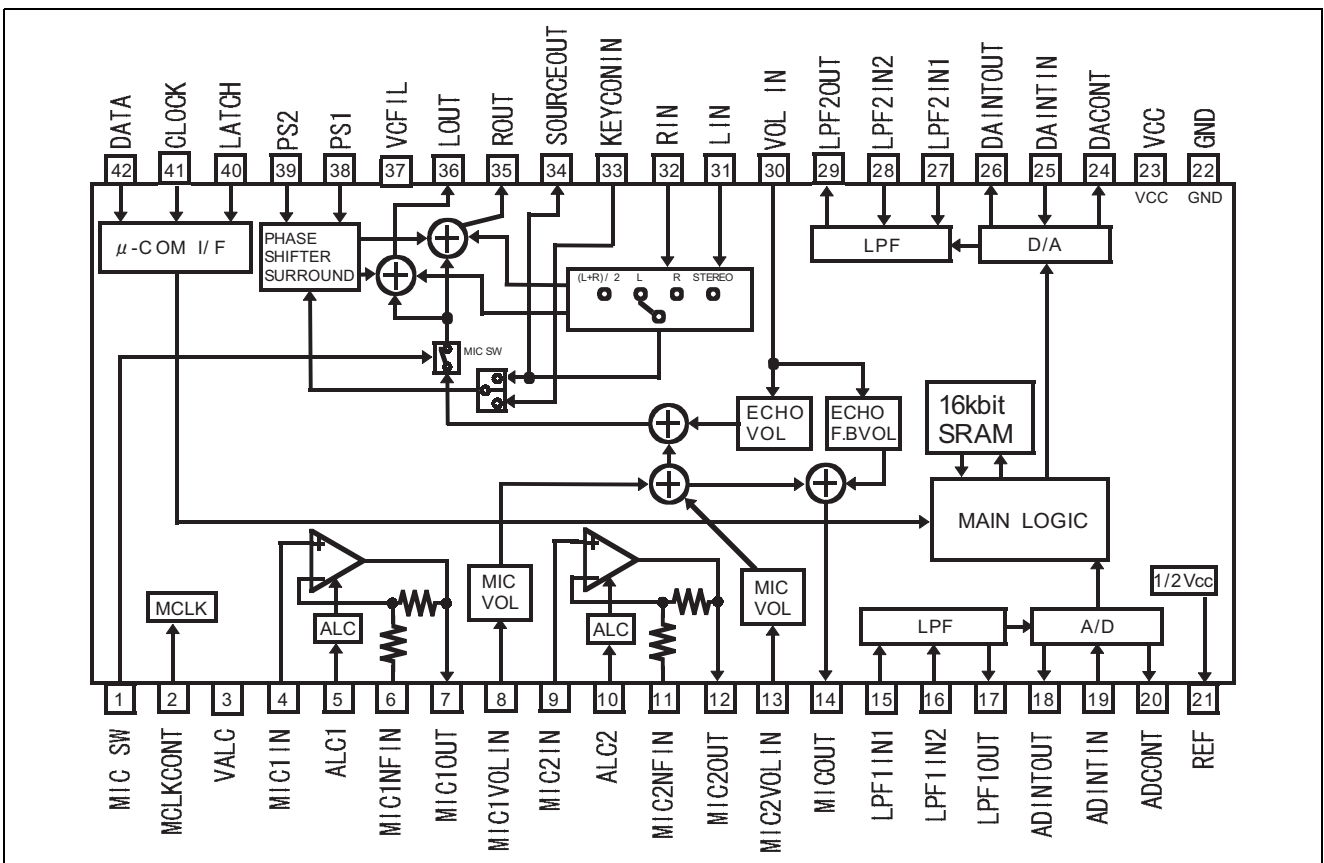 DATA
CLOCK
LATCH
PS2
PS1
VCFIL
LOUT
ROUT
SOURCEOUT
KEYCONIN
RIN
LIN
VOL IN
LPF2OUT
LPF2IN2
LPF2IN1
DAINTOUT
DAINTIN
DACONT
VCC
GND
42 41 40 39 38 37 36 35 34 33 32 31 30 29 28 27 26 25 24 23 22
VCC GND
μ-COM I/F
PHASE
SHIFTER
SURROUND
(L+R)/2 L R STEREO
LPF
D/A
MIC SW
ECHO
VOL
ECHO
F.BVOL
16kbit
SRAM
MAIN LOGIC
MCLK
ALC
MIC
VOL
ALC
MIC
VOL
LPF
A/D
1/2Vcc
1 2 3 4 5 6 7 8 9 10 11 12 13 14 15 16 17 18 19 20 21
MIC SW
MCLKCONT
VALC
MIC1IN
ALC1
MIC1NFIN
MIC1OUT
MIC1VOLIN
MIC2IN
ALC2
MIC2NFIN
MIC2OUT
MIC2VOLIN
MICOUT
LPF1IN1
LPF1IN2
LPF1OUT
ADINTOUT
ADINTIN
ADCONT
REF